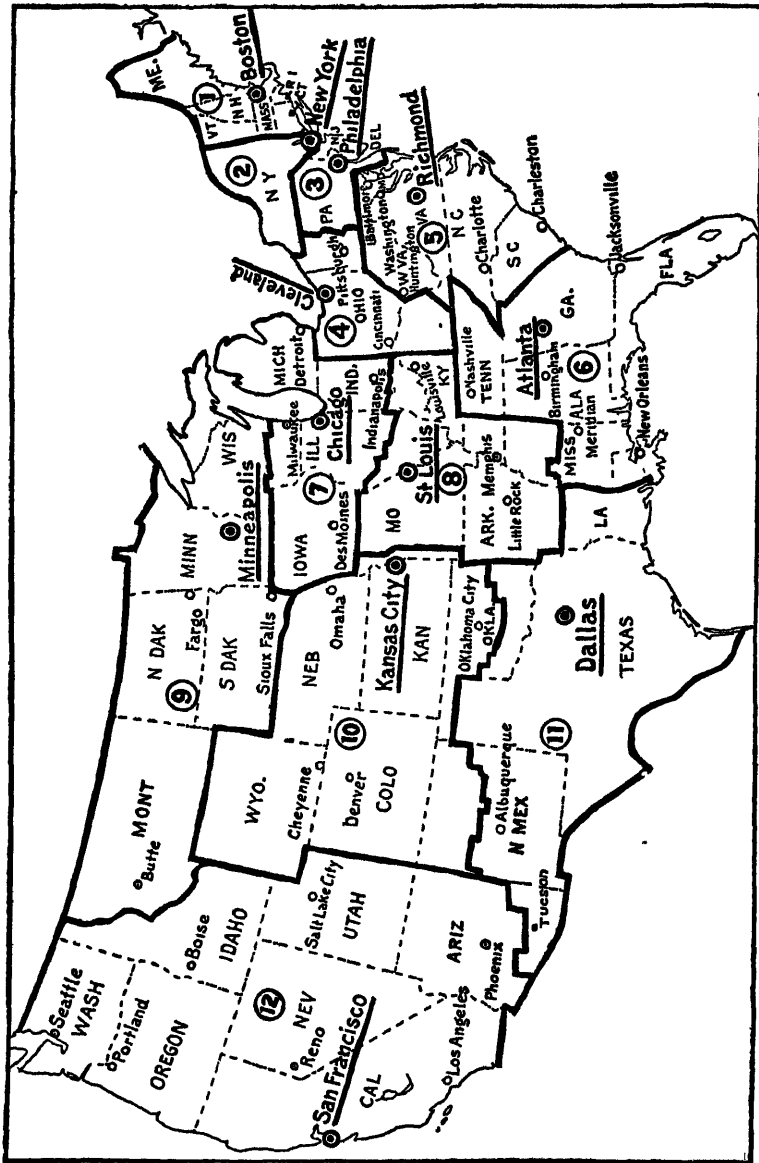 Seattle
WASH
Portland
OREGON
Boise
IDAHO
MONT
Butte
N DAK
Fargo
9
S DAK
Sioux Falls
MINN
Minneapolis
WIS
MICH
Detroit
Milwaukee
ILL
Chicago
7
IOWA
Des Moines
IND.
Indianapolis
WYO.
Cheyenne
NEB
Omaha
10
Denver
COLO
Kansas City
KAN
12
NEV
Reno
San Francisco
CAL
Salt Lake City
UTAH
Los Angeles
ARIZ
Phoenix
Tucson
Albuquerque
N MEX
11
Oklahoma City
OKLA.
Dallas
TEXAS
LA
MO
St Louis
8
Louisville
KY
ARK.
Memphis
Little Rock
Nashville
TENN
Atlanta
GA.
Birmingham
6
MISS
ALA
Meridian
New Orleans
Jacksonville
FLA
Cleveland
Pittsburgh
OHIO
4
Cincinnati
Baltimore
Washington
W VA.
Huntington
VA
Richmond
5
N C
Charlotte
S C
Charleston
ME.
1
VT
N H
Boston
MASS
R I
CT
2
N Y
New York
3
PA
NJ
Philadelphia
DEL